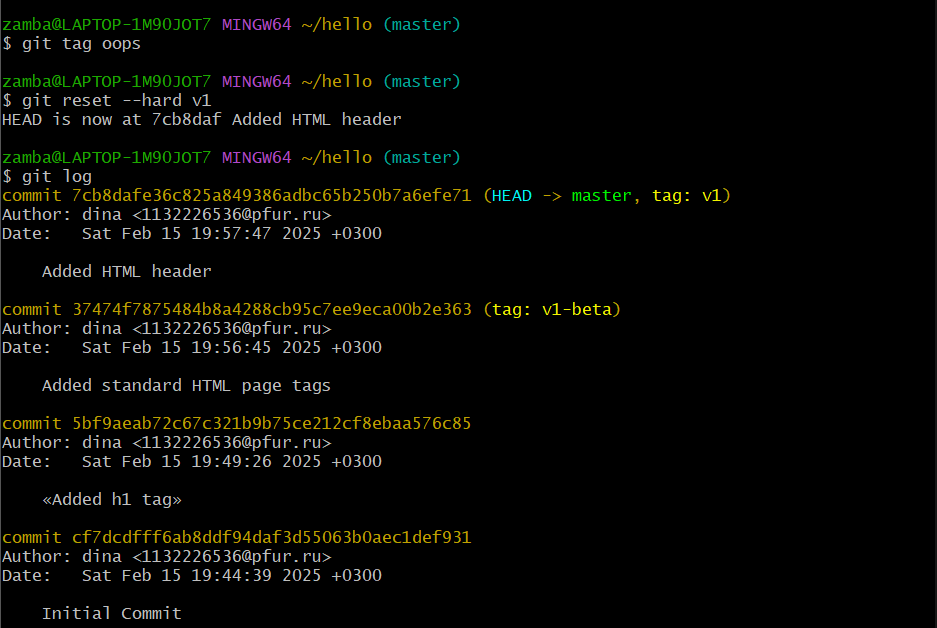 zamba@LAPTOP-1M90JOT7 MINGW64 ~/hello (master)
$ git tag oops
zamba@LAPTOP-1M90JOT7 MINGW64 ~/hello (master)
$ git reset --hard v1
HEAD is now at 7cb8daf Added HTML header
zamba@LAPTOP-1M90JOT7 MINGW64 ~/hello (master)
$ git log
commit 7cb8dafe36c825a849386adbc65b250b7a6efe71 (HEAD -> master, tag: v1)
Author: dina <1132226536@pfur.ru>
Date:   Sat Feb 15 19:57:47 2025 +0300
Added HTML header
commit 37474f7875484b8a4288cb95c7ee9eca00b2e363 (tag: v1-beta)
Author: dina <1132226536@pfur.ru>
Date:   Sat Feb 15 19:56:45 2025 +0300
Added standard HTML page tags
commit 5bf9aeab72c67c321b9b75ce212cf8ebaa576c85
Author: dina <1132226536@pfur.ru>
Date:   Sat Feb 15 19:49:26 2025 +0300
«Added h1 tag»
commit cf7dcdfff6ab8ddf94daf3d55063b0aec1def931
Author: dina <1132226536@pfur.ru>
Date:   Sat Feb 15 19:44:39 2025 +0300
Initial Commit